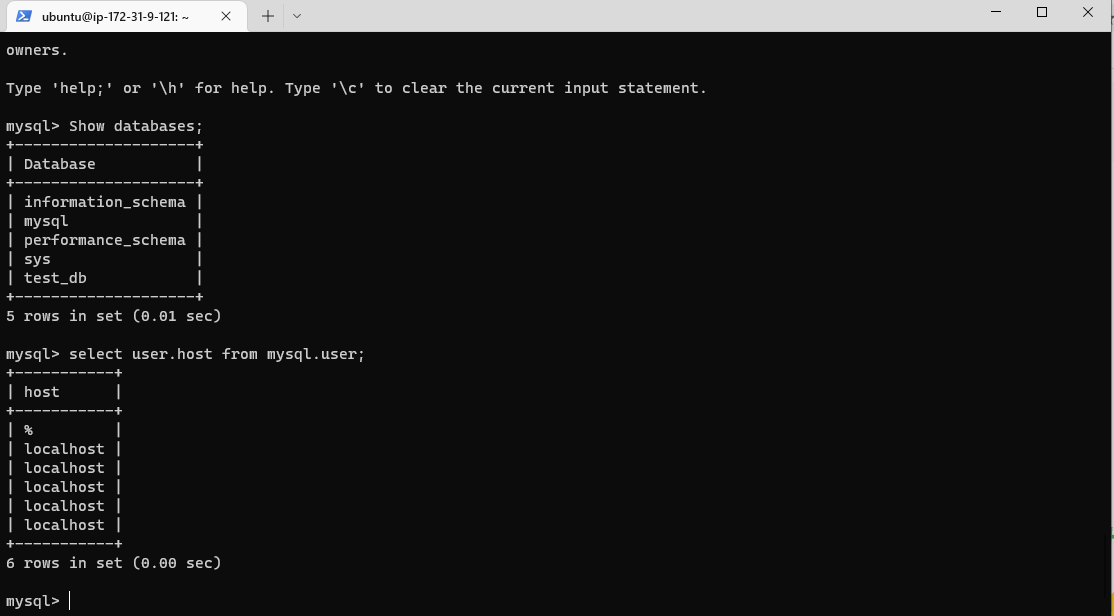 ubuntu@ip-172-31-9-121: ~
owners.
Type 'help;' or '\h' for help. Type '\c' to clear the current input statement.
mysql> Show databases;
+--------------------+
| Database           |
+--------------------+
| information_schema |
| mysql              |
| performance_schema |
| sys                |
| test_db            |
+--------------------+
5 rows in set (0.01 sec)
mysql> select user.host from mysql.user;
+-----------+
| host      |
+-----------+
| %         |
| localhost |
| localhost |
| localhost |
| localhost |
| localhost |
+-----------+
6 rows in set (0.00 sec)
mysql>